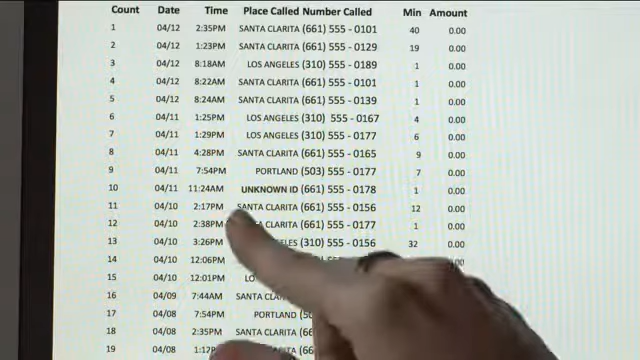 Count Date Time Place Called Number Called Min Amount
1 04/12 2:35PM SANTA CLARITA (661) 555 - 0101 40 0.00
2 04/12 1:23PM SANTA CLARITA (661) 555 - 0129 19 0.00
3 04/12 8:18AM LOS ANGELES (310) 555 - 0189 1 0.00
4 04/12 8:22AM SANTA CLARITA (661) 555 - 0101 1 0.00
5 04/12 8:24AM SANTA CLARITA (661) 555 - 0139 1 0.00
6 04/11 1:25PM LOS ANGELES (310) 555 - 0167 4 0.00
7 04/11 1:29PM LOS ANGELES (310) 555 - 0177 6 0.00
8 04/11 4:28PM SANTA CLARITA (661) 555 - 0165 9 0.00
9 04/11 7:54PM PORTLAND (503) 555 - 0177 7 0.00
10 04/11 11:24AM UNKNOWN ID (661) 555 - 0178 1 0.00
11 04/10 2:17PM SANTA CLARITA (661) 555 - 0156 12 0.00
12 04/10 2:38PM CLARITA (661) 555 - 0177 1 0.00
13 04/10 3:26PM (310) 555 - 0156 32 0.00
14 04/10 12:06PM
15 04/10 12:01PM LO
16 04/09 7:44AM SANTA C
17 04/08 7:54PM PORTLAND
18 04/08 2:35PM SANTA CLARITA
19 04/08 1:12P